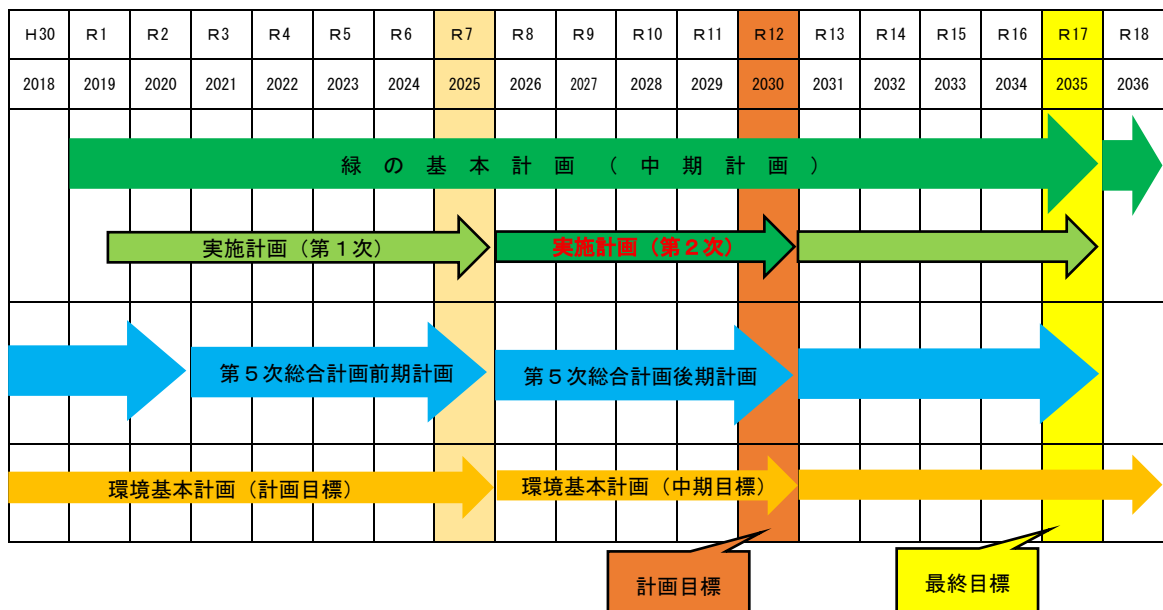 H30 R1 R2 R3 R4 R5 R6 R7 R8 R9 R10 R11 R12 R13 R14 R15 R16 R17 R18
2018 2019 2020 2021 2022 2023 2024 2025 2026 2027 2028 2029 2030 2031 2032 2033 2034 2035 2036
緑の基本計画(中期計画)
実施計画(第1次) 実施計画(第2次)
第5次総合計画前期計画 第5次総合計画後期計画
環境基本計画(計画目標) 環境基本計画(中期目標)
計画目標 最終目標